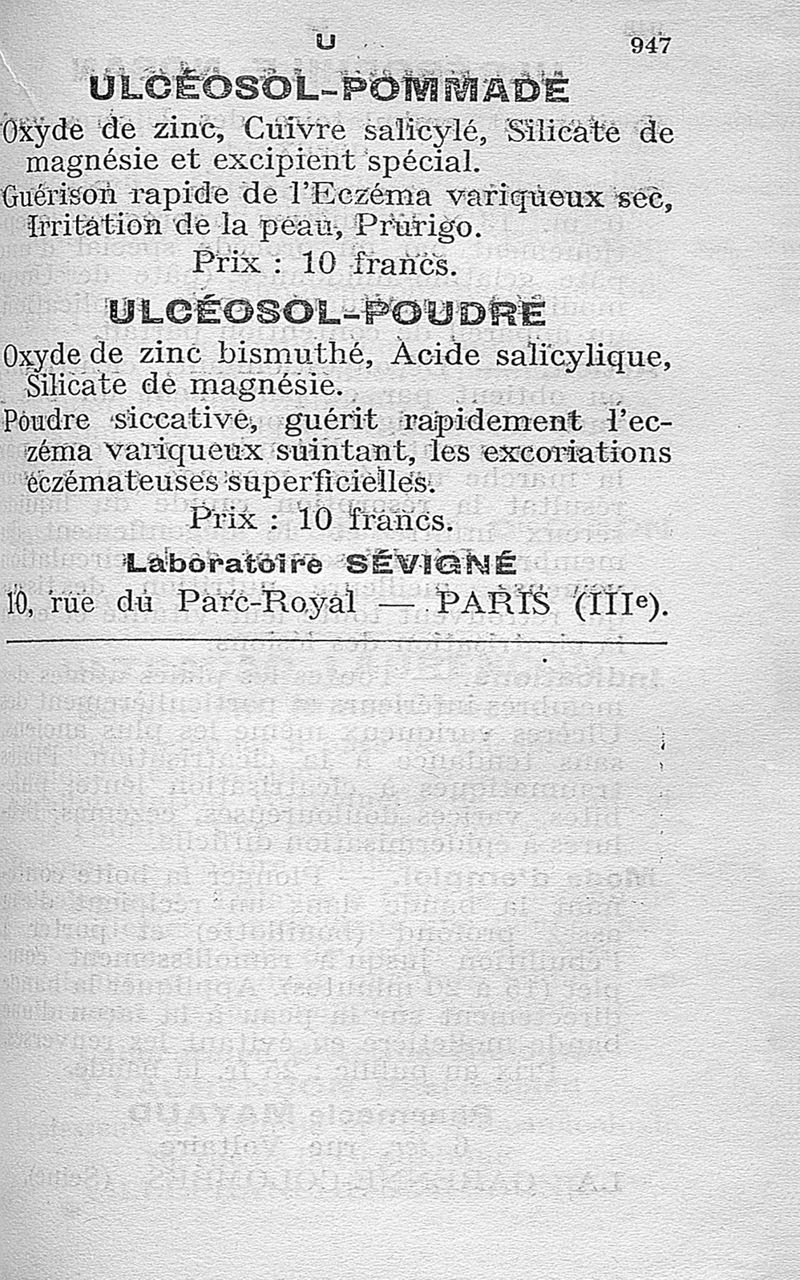 U 947
ULCÉOSOL-POMMADE
Oxyde de zinc, Cuivre salicylé, Silicate de
magnésie et excipient spécial.
Guérison rapide de l'Eczéma variqueux sec,
Irritation de la peau, Prurigo.
Prix : 10 francs.
ULCÉOSOL-POUDRE
Oxyde de zinc bismuthé, Acide salicylique,
Silicate de magnésie.
Poudre siccative, guérit rapidement l'ec-
zéma variqueux suintant, les excoriations
eczémateuses superficielles.
Prix : 10 francs.
Laboratoire SÉVIGNÉ
10, rue du Parc-Royal — PARIS (IIIe).